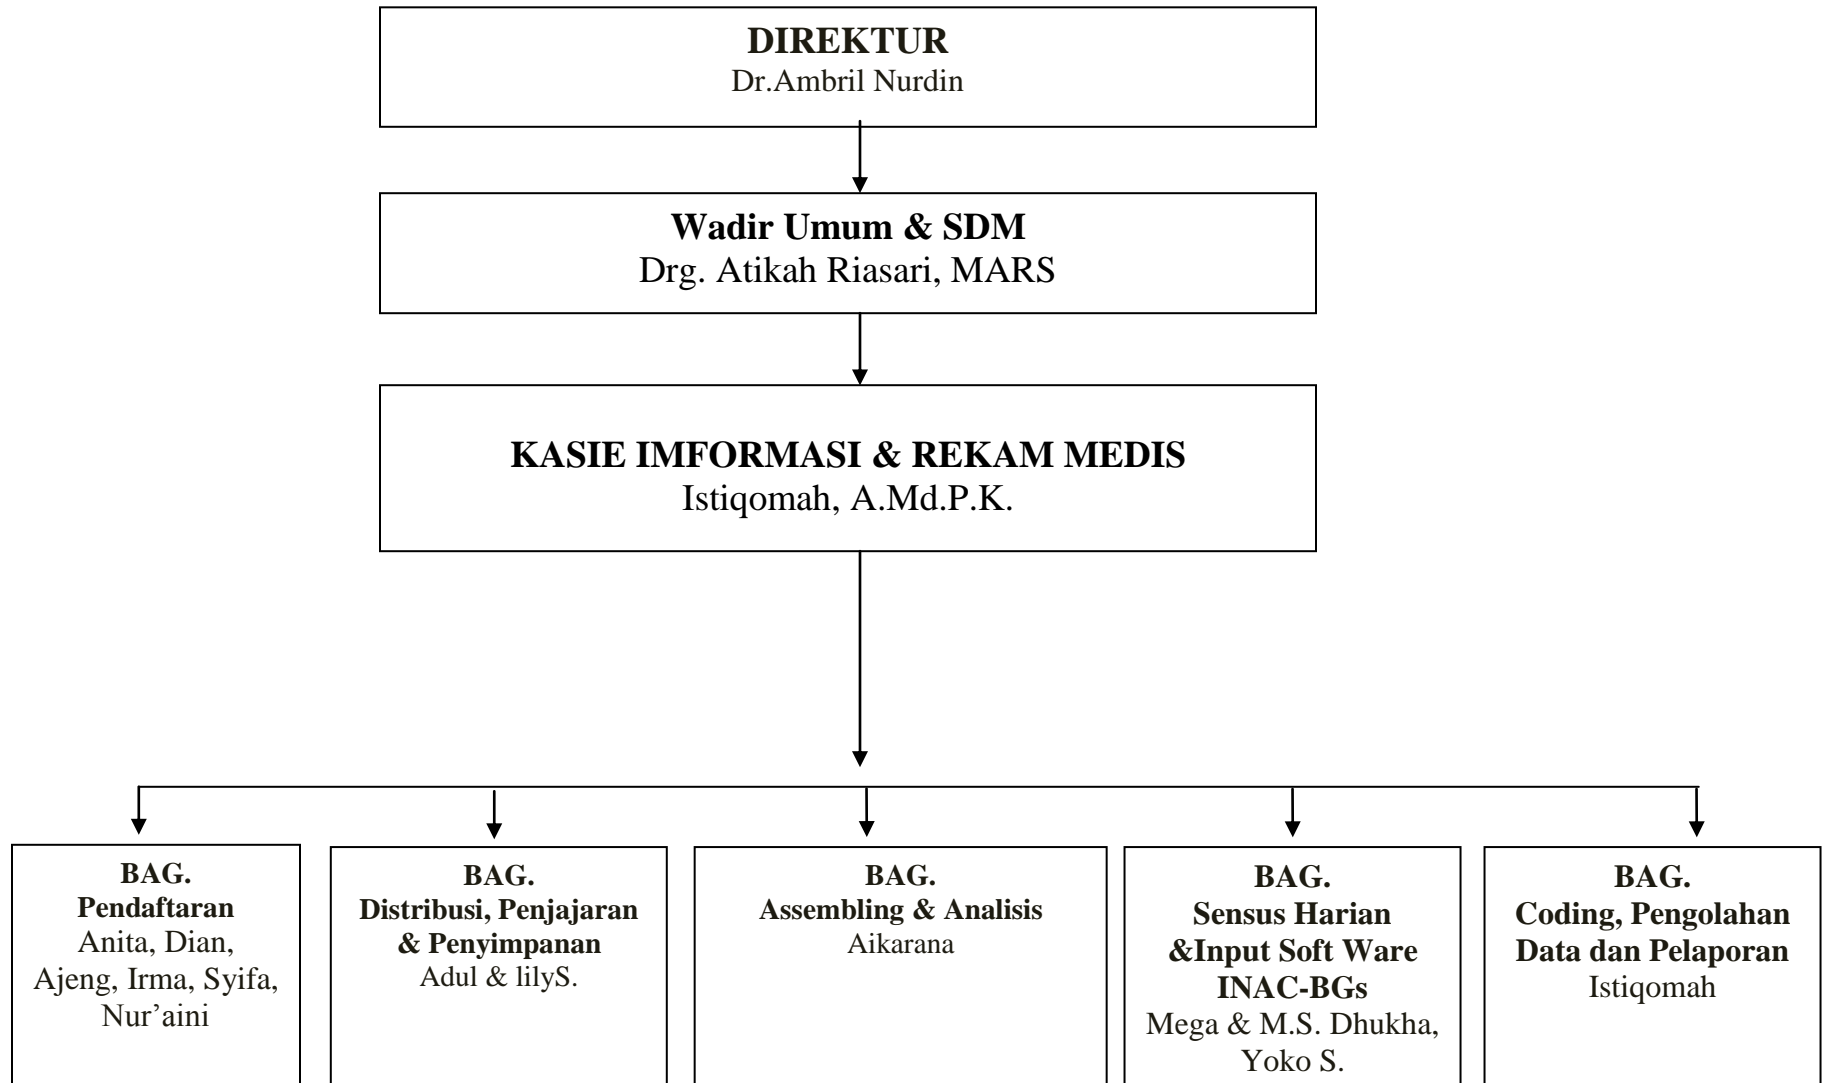 DIREKTUR
Dr.Ambril Nurdin
Wadir Umum & SDM
Drg. Atikah Riasari, MARS
KASIE IMFORMASI & REKAM MEDIS
Istiqomah, A.Md.P.K.
BAG.
Pendaftaran
Anita, Dian,
Ajeng, Irma, Syifa,
Nur’aini
BAG.
Distribusi, Penjajaran
& Penyimpanan
Adul & lilyS.
BAG.
Assembling & Analisis
Aikarana
BAG.
Sensus Harian
&Input Soft Ware
INAC-BGs
Mega & M.S. Dhukha,
Yoko S.
BAG.
Coding, Pengolahan
Data dan Pelaporan
Istiqomah